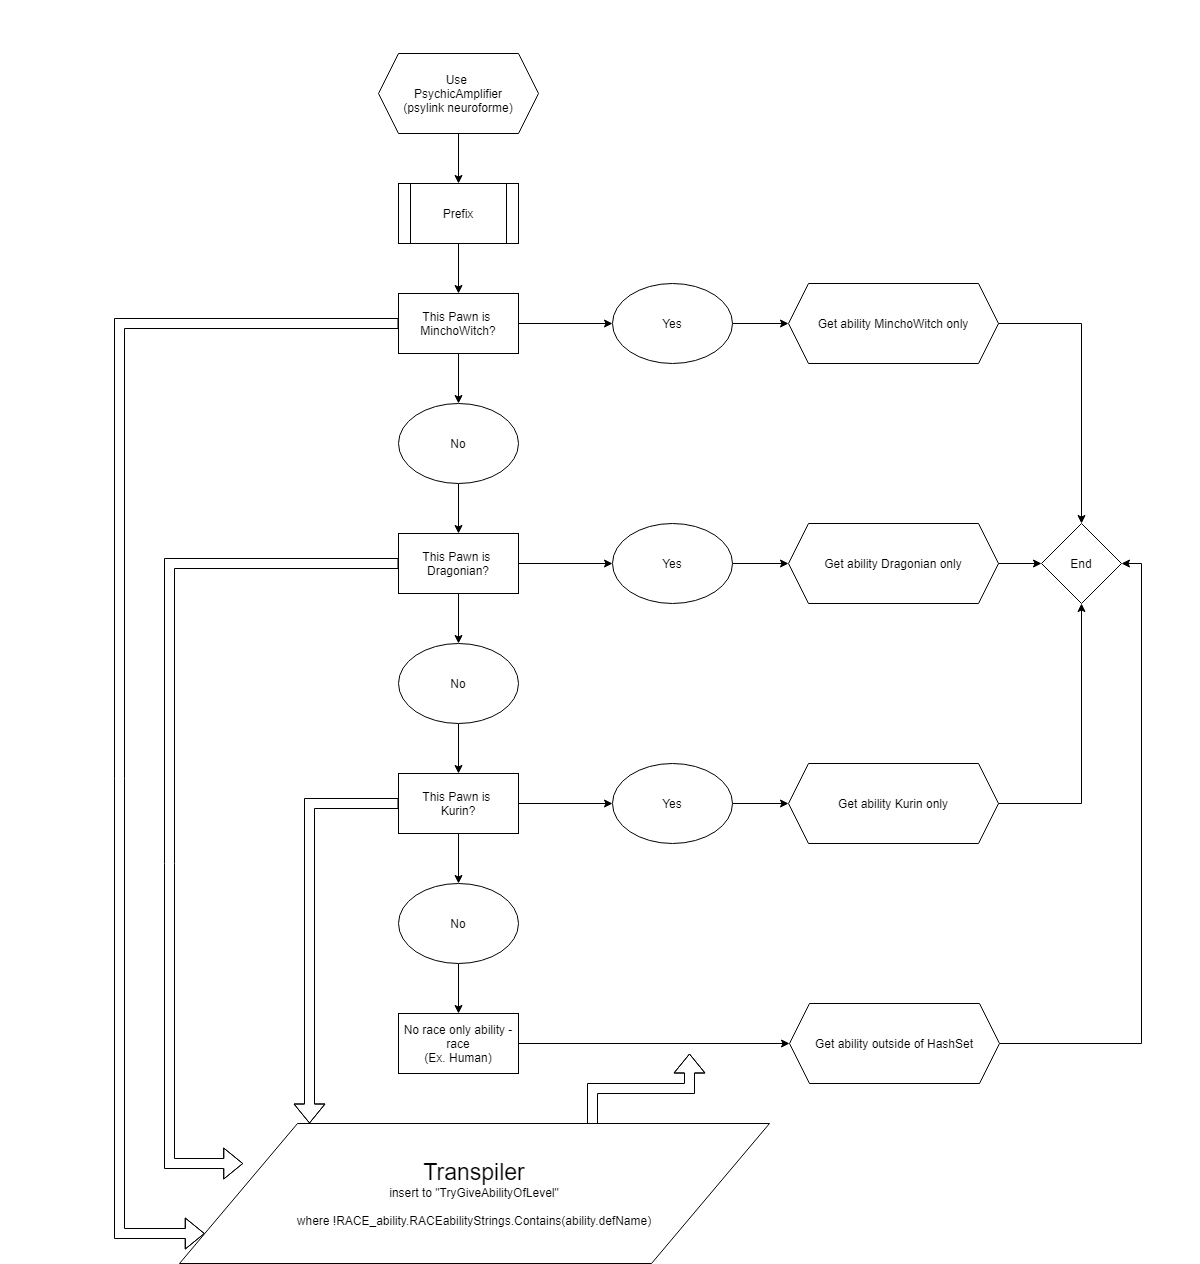 Use
PsychicAmplifier
(psylink neuroforme)
Prefix
This Pawn is
MinchoWitch?
Yes
Get ability MinchoWitch only
No
This Pawn is
Dragonian?
Yes
Get ability Dragonian only
End
No
This Pawn is
Kurin?
Yes
Get ability Kurin only
No
No race only ability -
race
(Ex. Human)
Get ability outside of HashSet
Transpiler
insert to "TryGiveAbilityOfLevel"
where !RACE_ability.RACEabilityStrings.Contains(ability.defName)